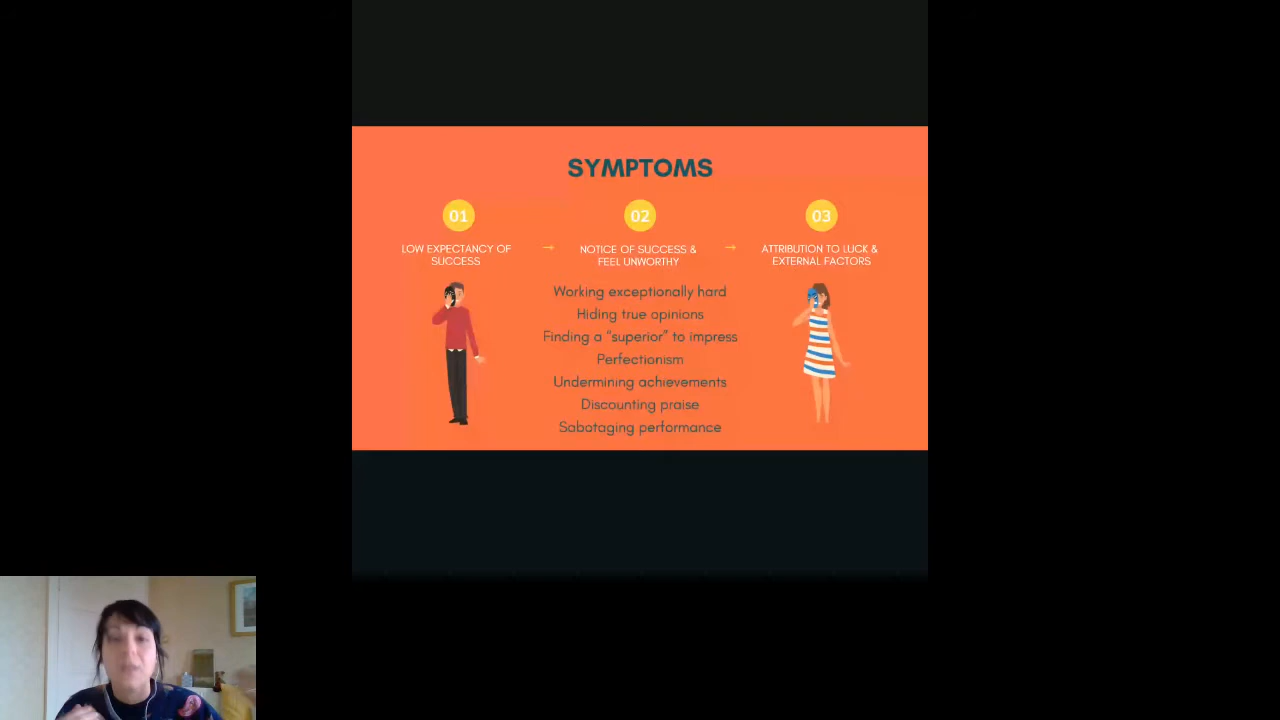 SYMPTOMS
01
LOW EXPECTANCY OF
SUCCESS
→
02
NOTICE OF SUCCESS &
FEEL UNWORTHY
→
03
ATTRIBUTION TO LUCK &
EXTERNAL FACTORS
Working exceptionally hard
Hiding true opinions
Finding a “superior” to impress
Perfectionism
Undermining achievements
Discounting praise
Sabotaging performance